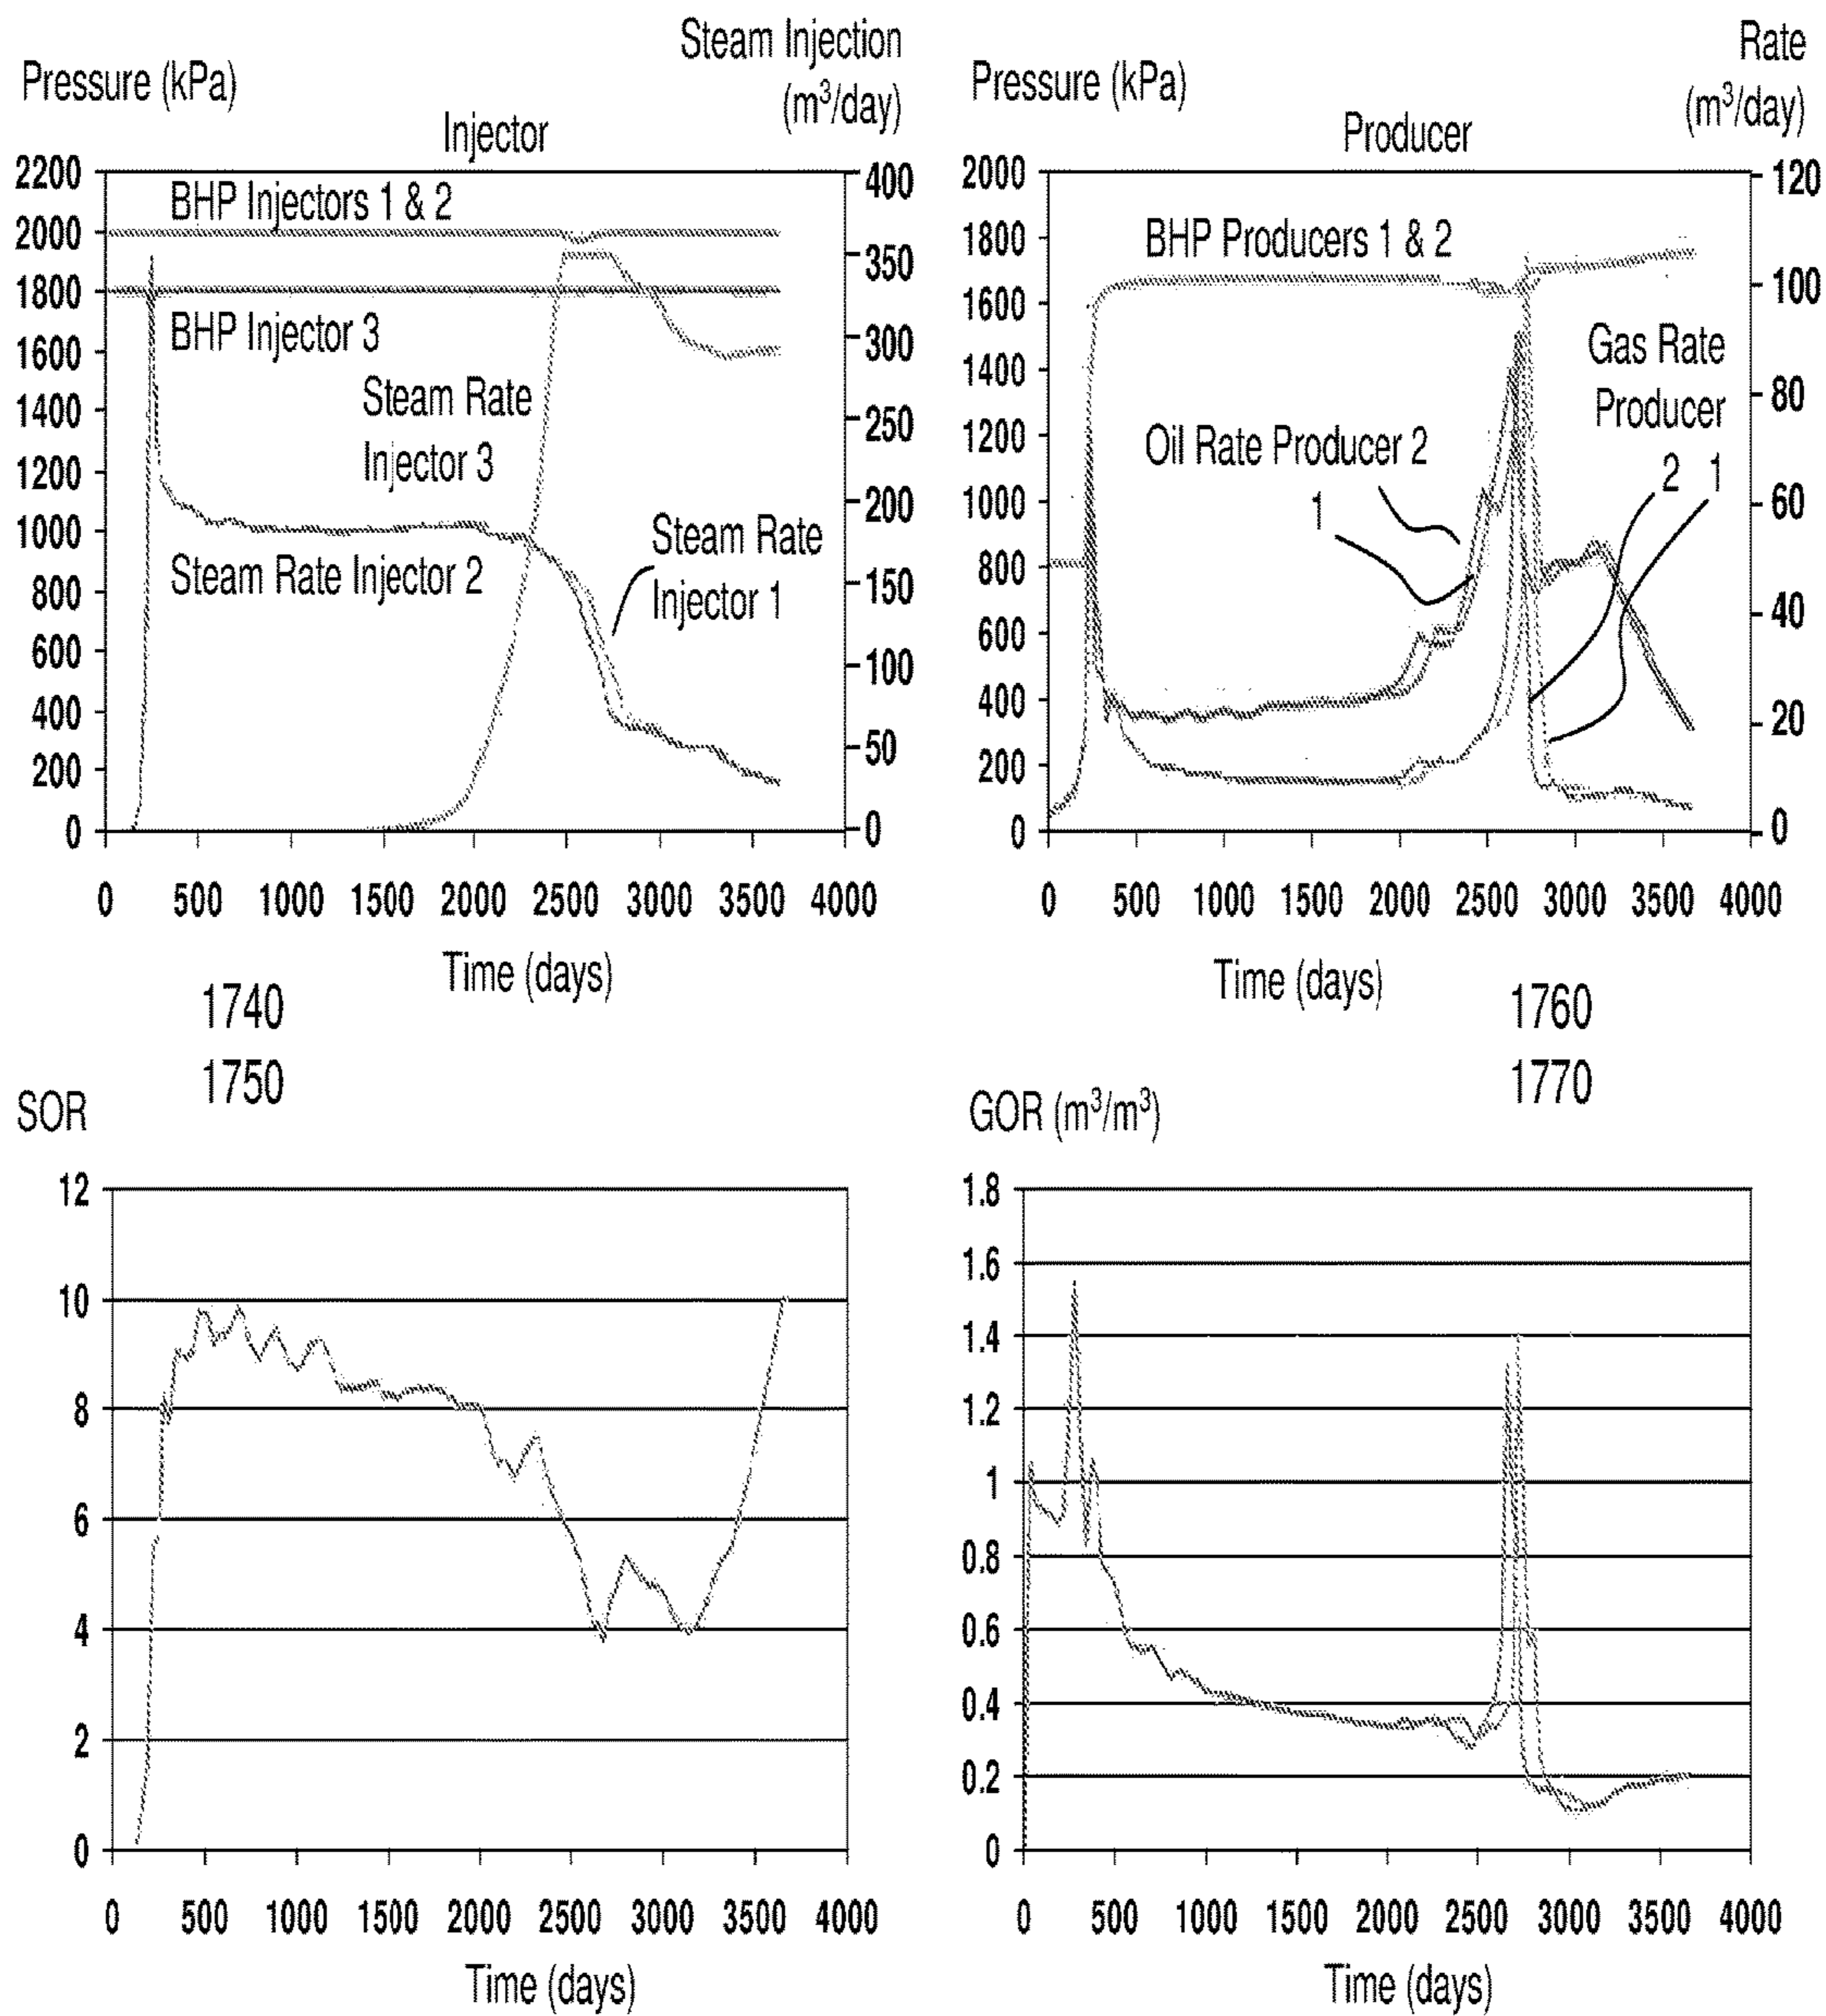 Pressure (kPa)
Steam Injection
(m³/day)
Injector
2200
2000
1800
1600
1400
1200
1000
800
600
400
200
0
400
350
300
250
200
150
100
50
0
BHP Injectors 1 & 2
BHP Injector 3
Steam Rate
Injector 3
Steam Rate Injector 2
Steam Rate
Injector 1
0 500 1000 1500 2000 2500 3000 3500 4000
Time (days)
1740
1750
Pressure (kPa)
Rate
(m³/day)
Producer
2000
1800
1600
1400
1200
1000
800
600
400
200
0
120
100
80
60
40
20
0
BHP Producers 1 & 2
Gas Rate
Producer
2 1
Oil Rate Producer 2
1
0 500 1000 1500 2000 2500 3000 3500 4000
Time (days)
1760
1770
SOR
12
10
8
6
4
2
0
0 500 1000 1500 2000 2500 3000 3500 4000
Time (days)
GOR (m³/m³)
1.8
1.6
1.4
1.2
1
0.8
0.6
0.4
0.2
0
0 500 1000 1500 2000 2500 3000 3500 4000
Time (days)